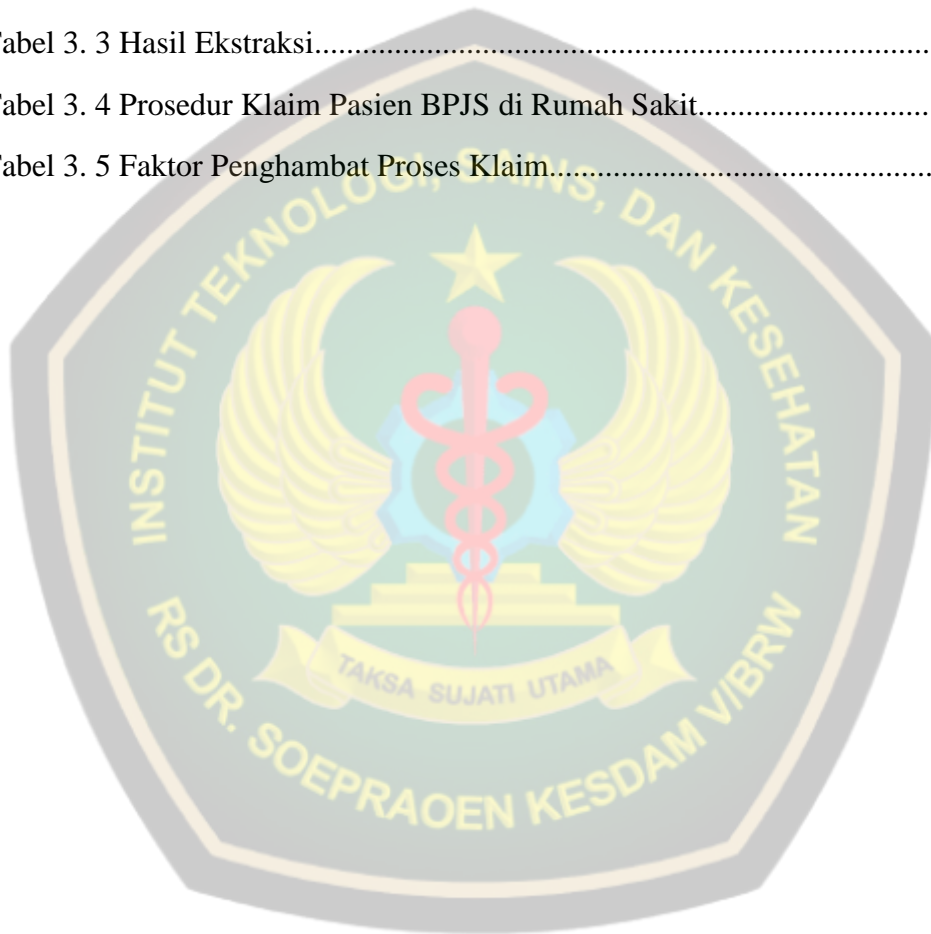 Tabel 3. 3 Hasil Ekstraksi.......................................................................
Tabel 3. 4 Prosedur Klaim Pasien BPJS di Rumah Sakit.............................
Tabel 3. 5 Faktor Penghambat Proses Klaim...............................................
INSTITUT TEKNOLOGI, SAINS, DAN KESEHATAN
TAKSA SUJATI UTAMA
RS DR. SOEPRAOEN KESDAM V/BRW